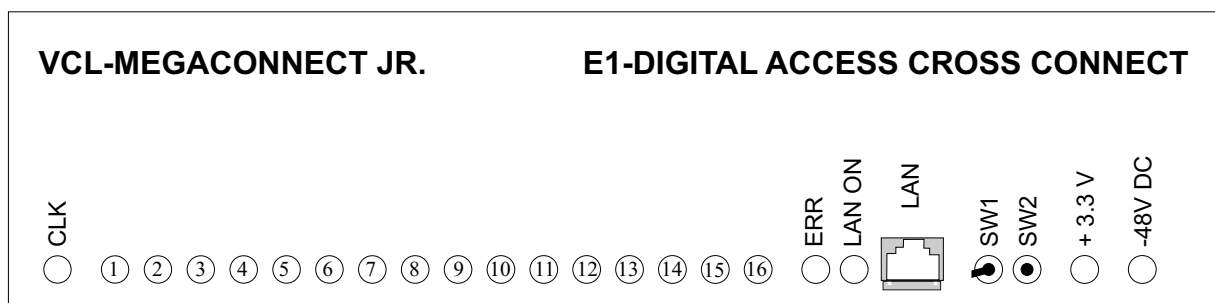 VCL-MEGACONNECT JR. E1-DIGITAL ACCESS CROSS CONNECT
CLK
1 2 3 4 5 6 7 8 9 10 11 12 13 14 15 16
ERR
LAN ON
LAN
SW1
SW2
+ 3.3 V
-48V DC